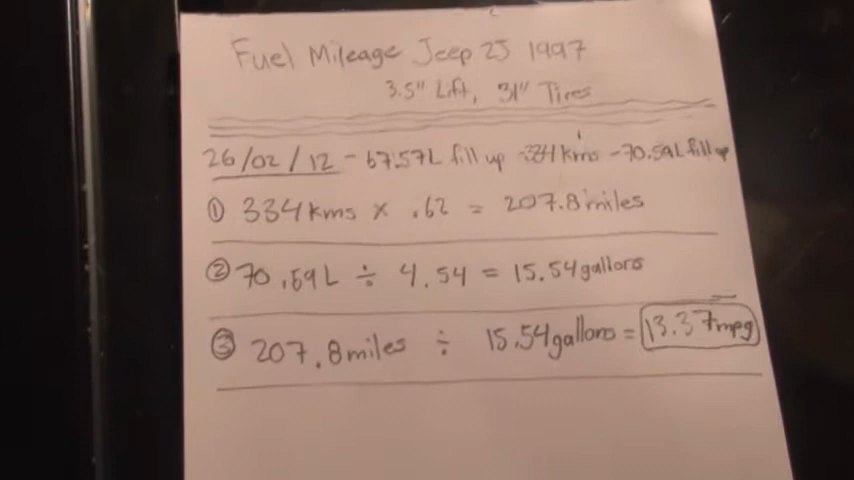 Fuel Mileage Jeep ZJ 1997
3.5" Lift, 31" Tires
26/02/12 - 67.57L fill up - 334 kms - 70.59L fill up
① 334 kms × .62 = 207.8 miles
② 70.59L ÷ 4.54 = 15.54 gallons
③ 207.8 miles ÷ 15.54 gallons = 13.37 mpg